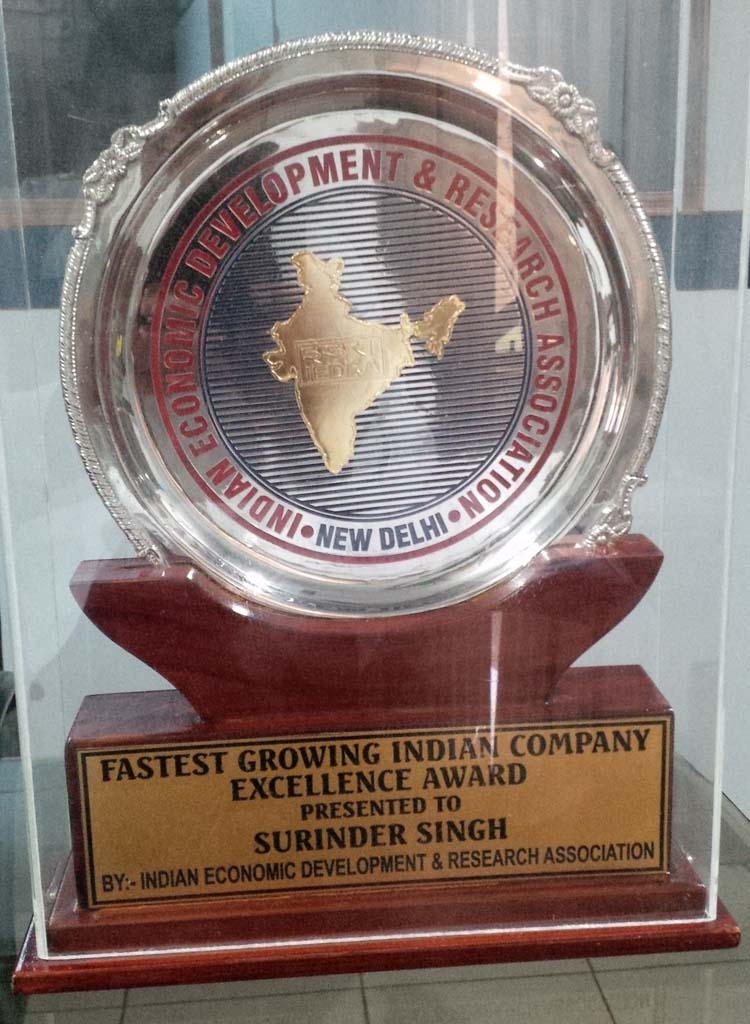 INDIAN ECONOMIC DEVELOPMENT & RESEARCH ASSOCIATION
• NEW DELHI •
FASTEST GROWING INDIAN COMPANY
EXCELLENCE AWARD
PRESENTED TO
SURINDER SINGH
BY:- INDIAN ECONOMIC DEVELOPMENT & RESEARCH ASSOCIATION